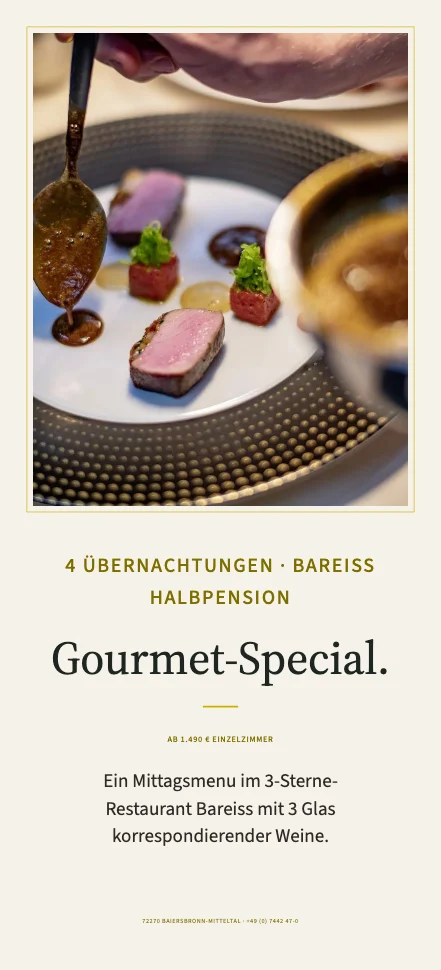 4 ÜBERNACHTUNGEN · BAREISS
HALBPENSION
Gourmet-Special.
AB 1.490 € EINZELZIMMER
Ein Mittagsmenu im 3-Sterne-
Restaurant Bareiss mit 3 Glas
korrespondierender Weine.
72270 BAIERSBRONN-MITTELTAL · +49 (0) 7442 47-0